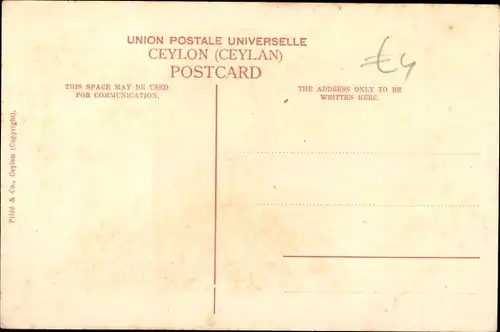 UNION POSTALE UNIVERSELLE
CEYLON (CEYLAN)
POSTCARD
£4
THIS SPACE MAY BE USED
FOR COMMUNICATION.
THE ADDRESS ONLY TO BE
WRITTEN HERE.
Plâté & Co., Ceylon (Copyright).